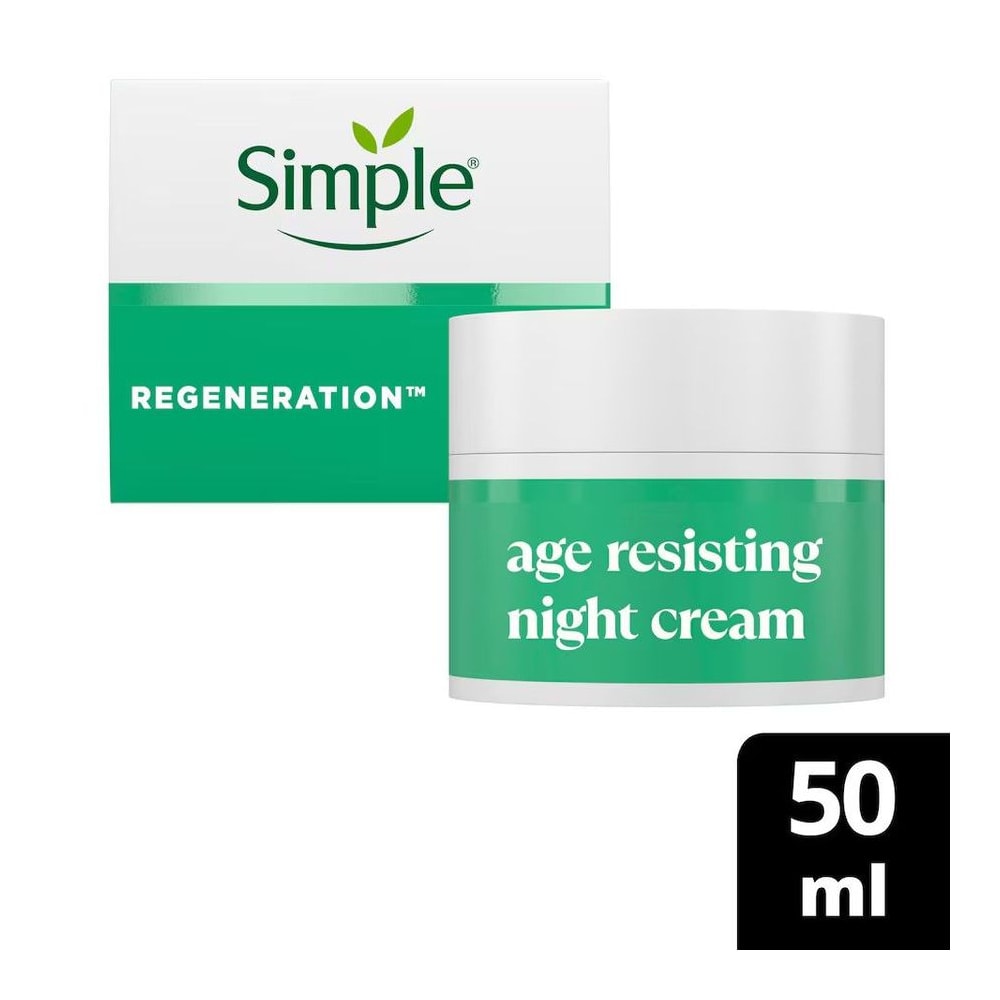 Simple®
REGENERATION™
age resisting
night cream
50
ml